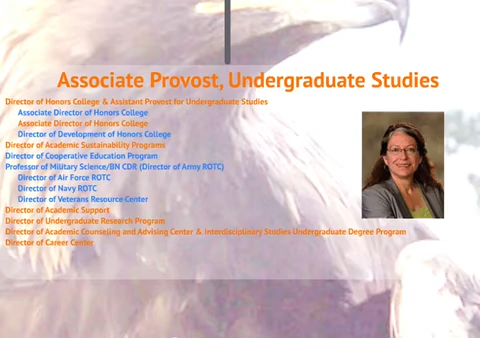 Associate Provost, Undergraduate Studies
Director of Honors College & Assistant Provost for Undergraduate Studies
Associate Director of Honors College
Associate Director of Honors College
Director of Development of Honors College
Director of Academic Sustainability Programs
Director of Cooperative Education Program
Professor of Military Science/BN CDR (Director of Army ROTC)
Director of Air Force ROTC
Director of Navy ROTC
Director of Veterans Resource Center
Director of Academic Support
Director of Undergraduate Research Program
Director of Academic Counseling and Advising Center & Interdisciplinary Studies Undergraduate Degree Program
Director of Career Center